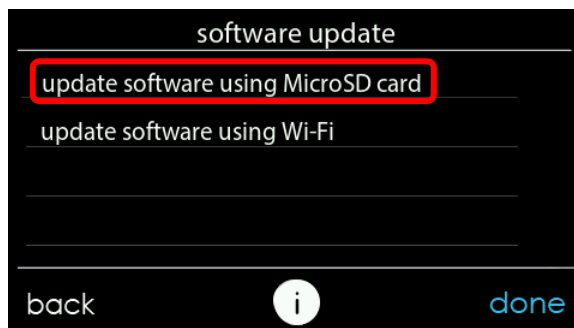 software update
update software using MicroSD card
update software using Wi-Fi
back i done